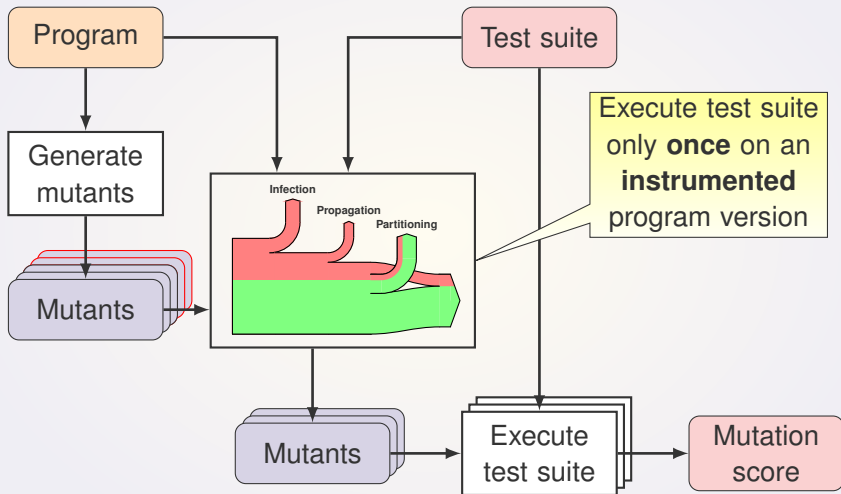 Program
Test suite
Generate
mutants
Execute test suite
only once on an
instrumented
program version
Infection
Propagation
Partitioning
Mutants
Mutants
Execute
test suite
Mutation
score